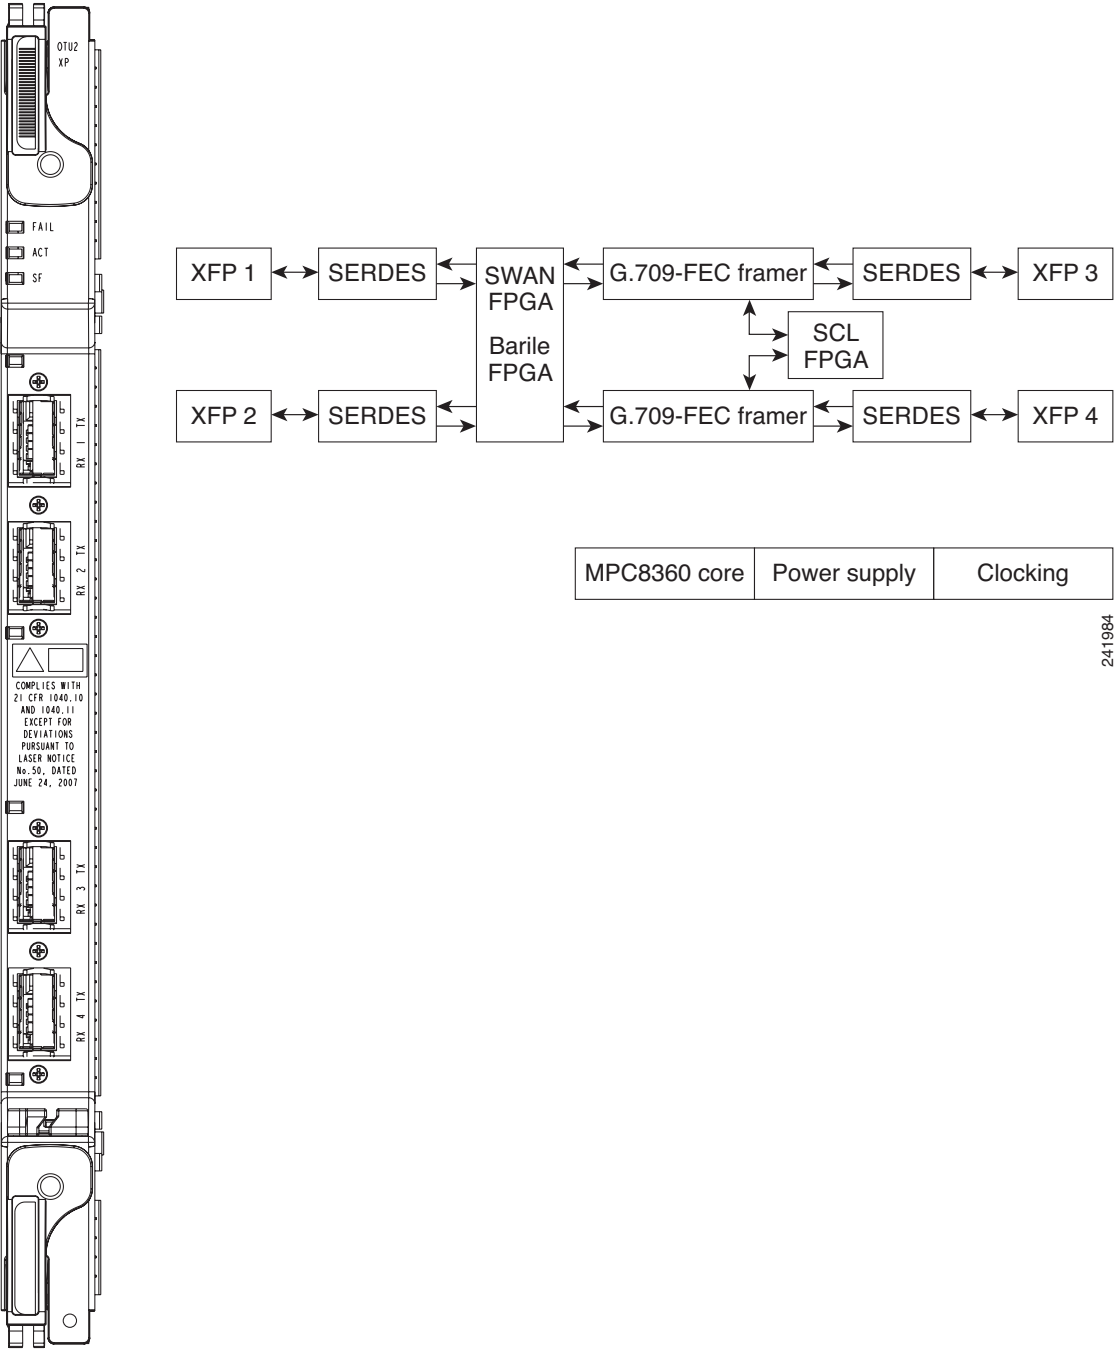 OTU2
XP
FAIL
ACT
SF
RX 1 TX
RX 2 TX
COMPLIES WITH
21 CFR 1040.10
AND 1040.11
EXCEPT FOR
DEVIATIONS
PURSUANT TO
LASER NOTICE
No.50, DATED
JUNE 24, 2007
RX 3 TX
RX 4 TX
XFP 1
SERDES
SWAN
FPGA
Barile
FPGA
G.709-FEC framer
SERDES
XFP 3
SCL
FPGA
XFP 2
SERDES
G.709-FEC framer
SERDES
XFP 4
MPC8360 core
Power supply
Clocking
241984